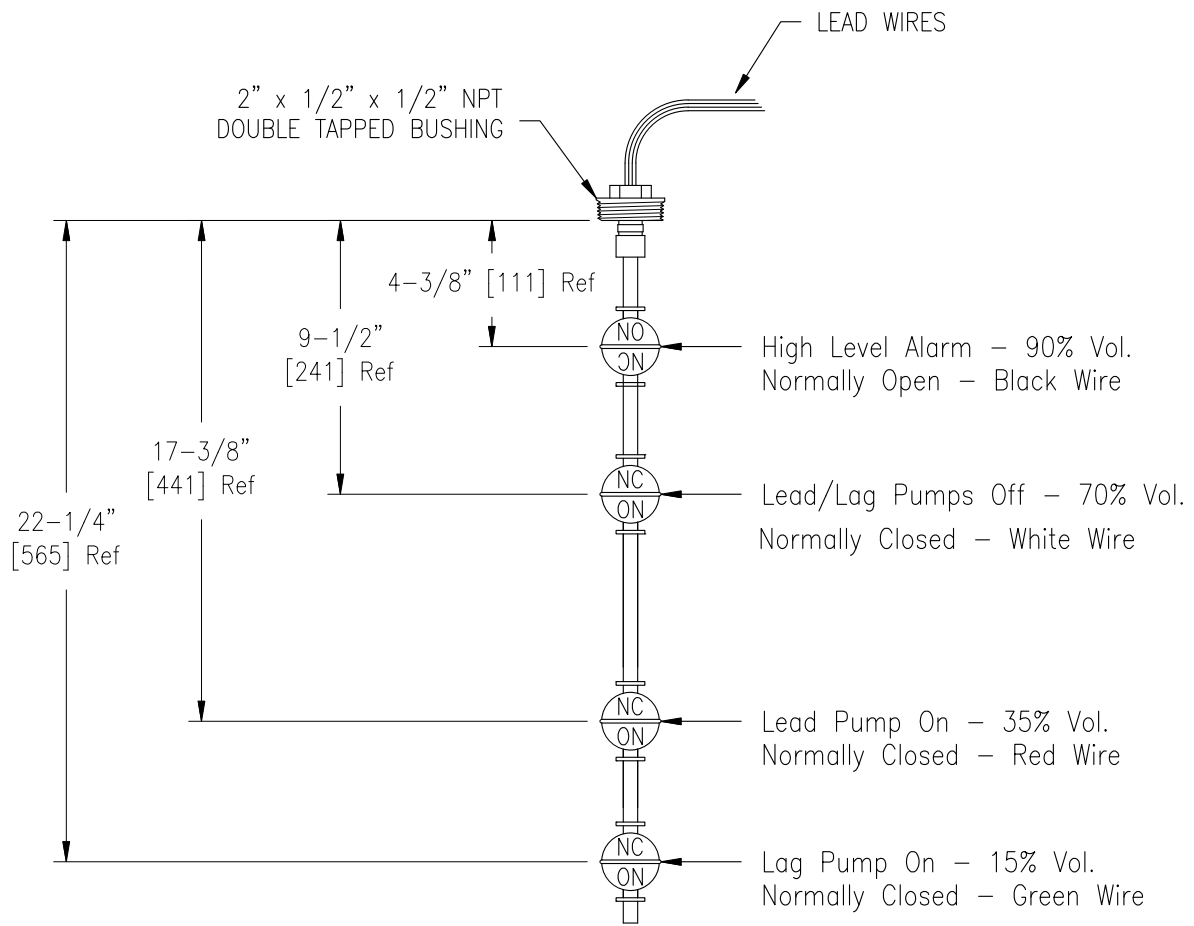 LEAD WIRES
2" x 1/2" x 1/2" NPT
DOUBLE TAPPED BUSHING
4-3/8" [111] Ref
9-1/2"
[241] Ref
17-3/8"
[441] Ref
22-1/4"
[565] Ref
NO
NC
High Level Alarm - 90% Vol.
Normally Open - Black Wire
NC
NO
Lead/Lag Pumps Off - 70% Vol.
Normally Closed - White Wire
NC
NO
Lead Pump On - 35% Vol.
Normally Closed - Red Wire
NC
NO
Lag Pump On - 15% Vol.
Normally Closed - Green Wire